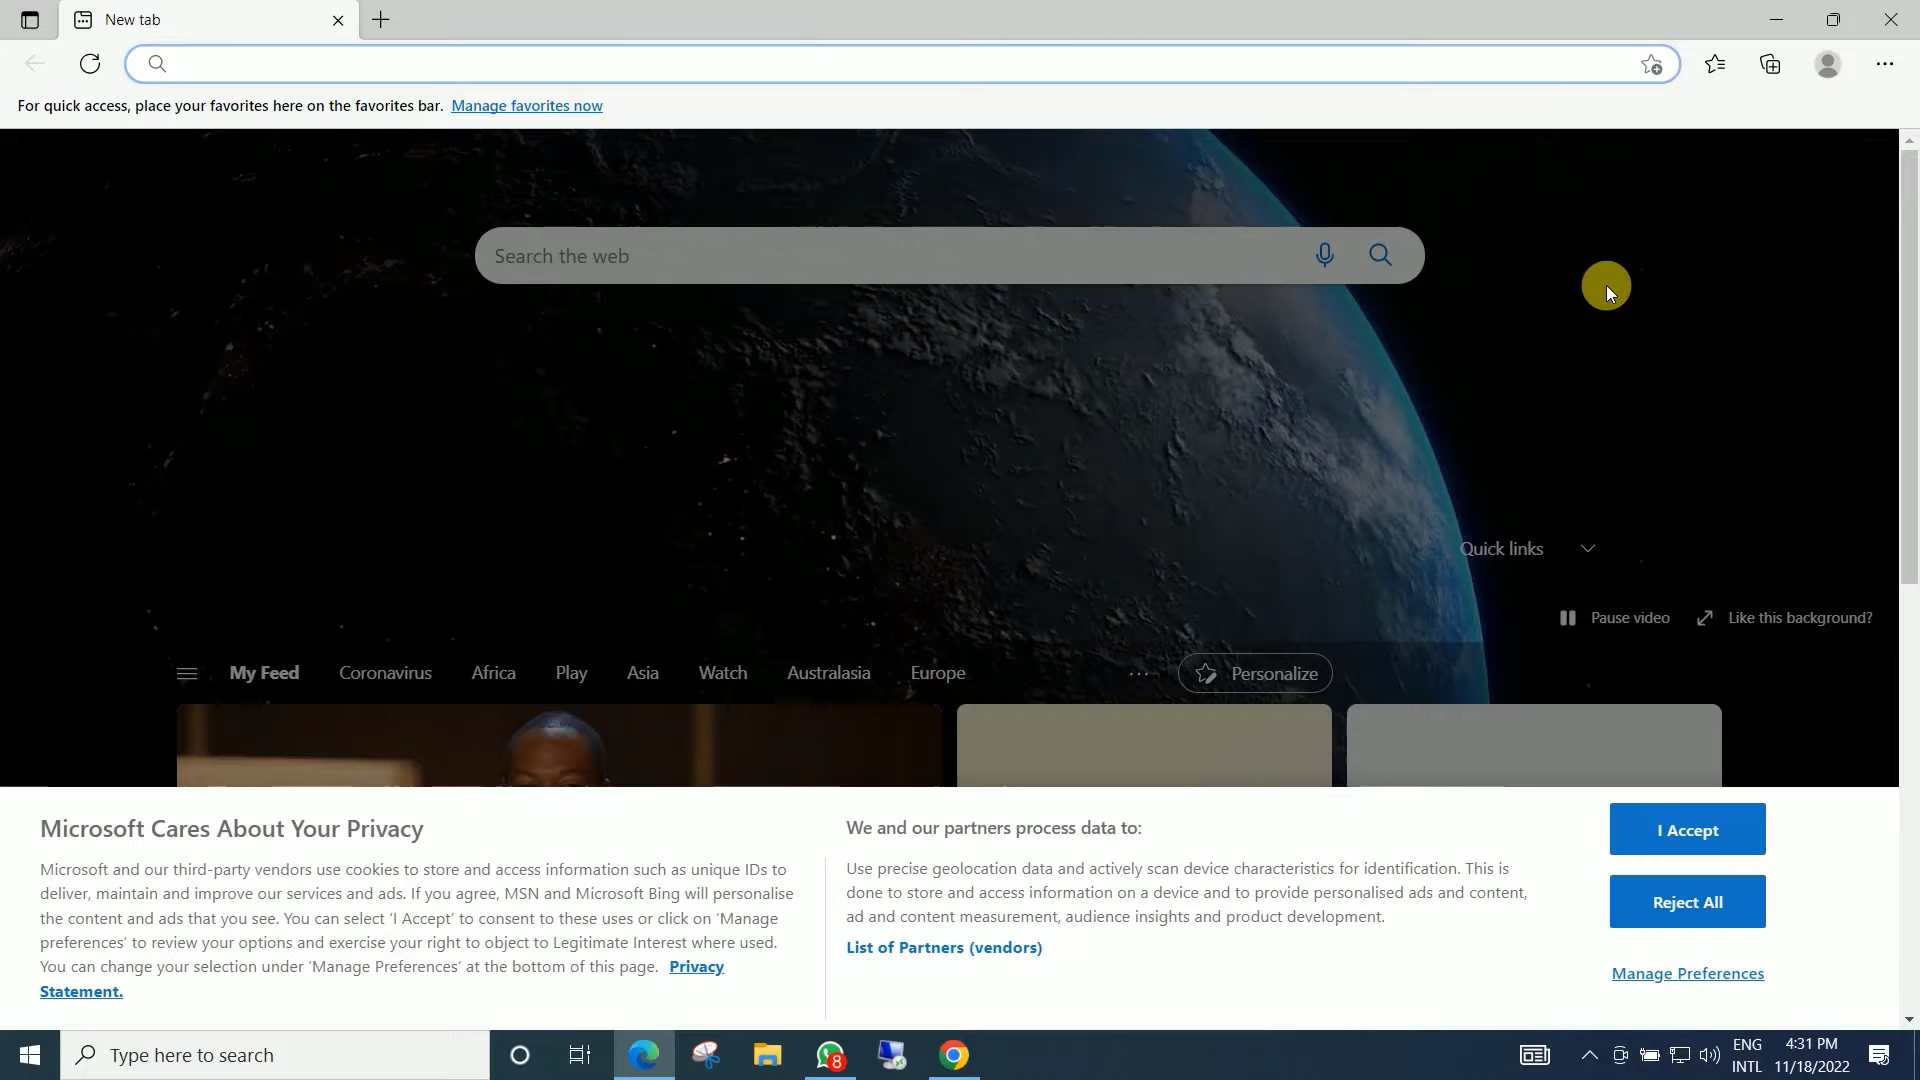 New tab
For quick access, place your favorites here on the favorites bar. Manage favorites now
Search the web
Quick links
Pause video
Like this background?
My Feed
Coronavirus
Africa
Play
Asia
Watch
Australasia
Europe
Personalize
Microsoft Cares About Your Privacy
Microsoft and our third-party vendors use cookies to store and access information such as unique IDs to
deliver, maintain and improve our services and ads. If you agree, MSN and Microsoft Bing will personalise
the content and ads that you see. You can select 'I Accept' to consent to these uses or click on 'Manage
preferences' to review your options and exercise your right to object to Legitimate Interest where used.
You can change your selection under 'Manage Preferences' at the bottom of this page. Privacy
Statement.
We and our partners process data to:
Use precise geolocation data and actively scan device characteristics for identification. This is
done to store and access information on a device and to provide personalised ads and content,
ad and content measurement, audience insights and product development.
List of Partners (vendors)
I Accept
Reject All
Manage Preferences
Type here to search
8
ENG
INTL
4:31 PM
11/18/2022